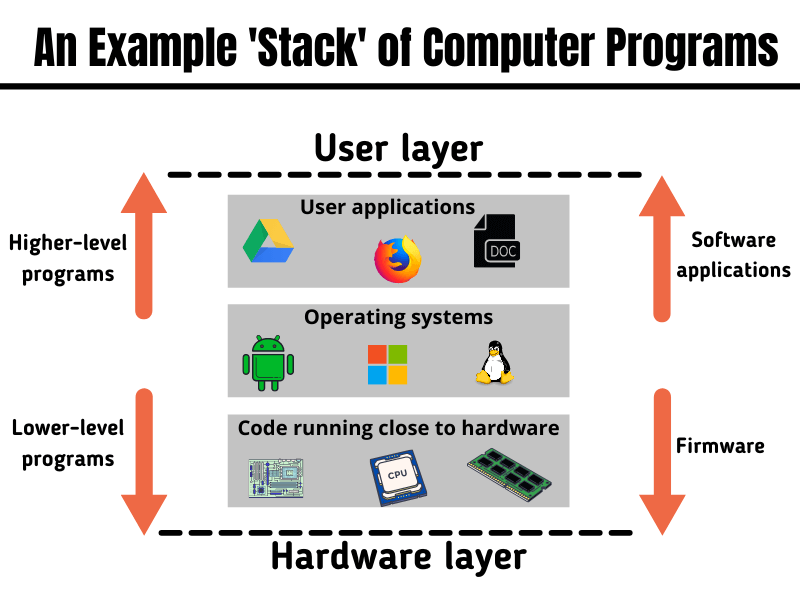 An Example 'Stack' of Computer Programs
User layer
User applications
DOC
Higher-level
programs
Software
applications
Operating systems
Lower-level
programs
Code running close to hardware
CPU
Firmware
Hardware layer